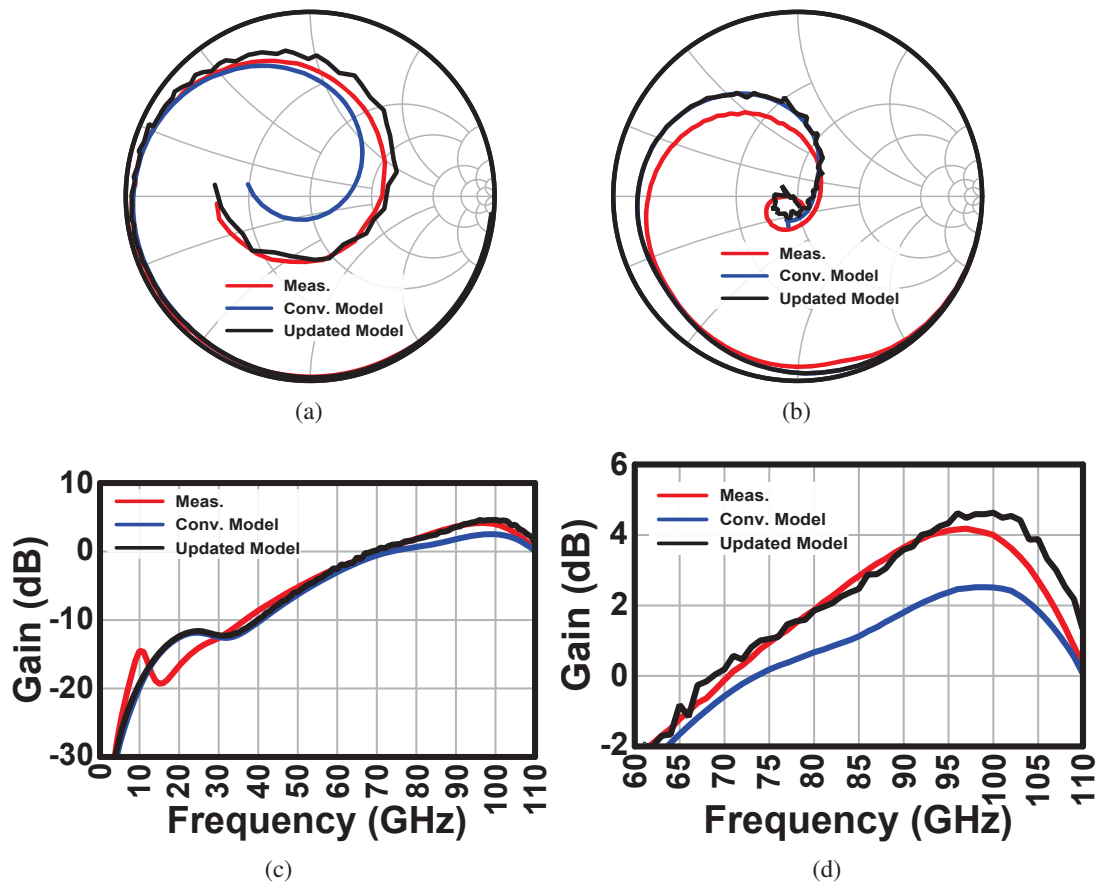 Meas.
Conv. Model
Updated Model
(a)
Meas.
Conv. Model
Updated Model
(b)
Gain (dB)
10
0
-10
-20
-30
Meas.
Conv. Model
Updated Model
0 10 20 30 40 50 60 70 80 90 100 110
Frequency (GHz)
(c)
Gain (dB)
6
4
2
0
-2
Meas.
Conv. Model
Updated Model
60 65 70 75 80 85 90 95 100 105 110
Frequency (GHz)
(d)